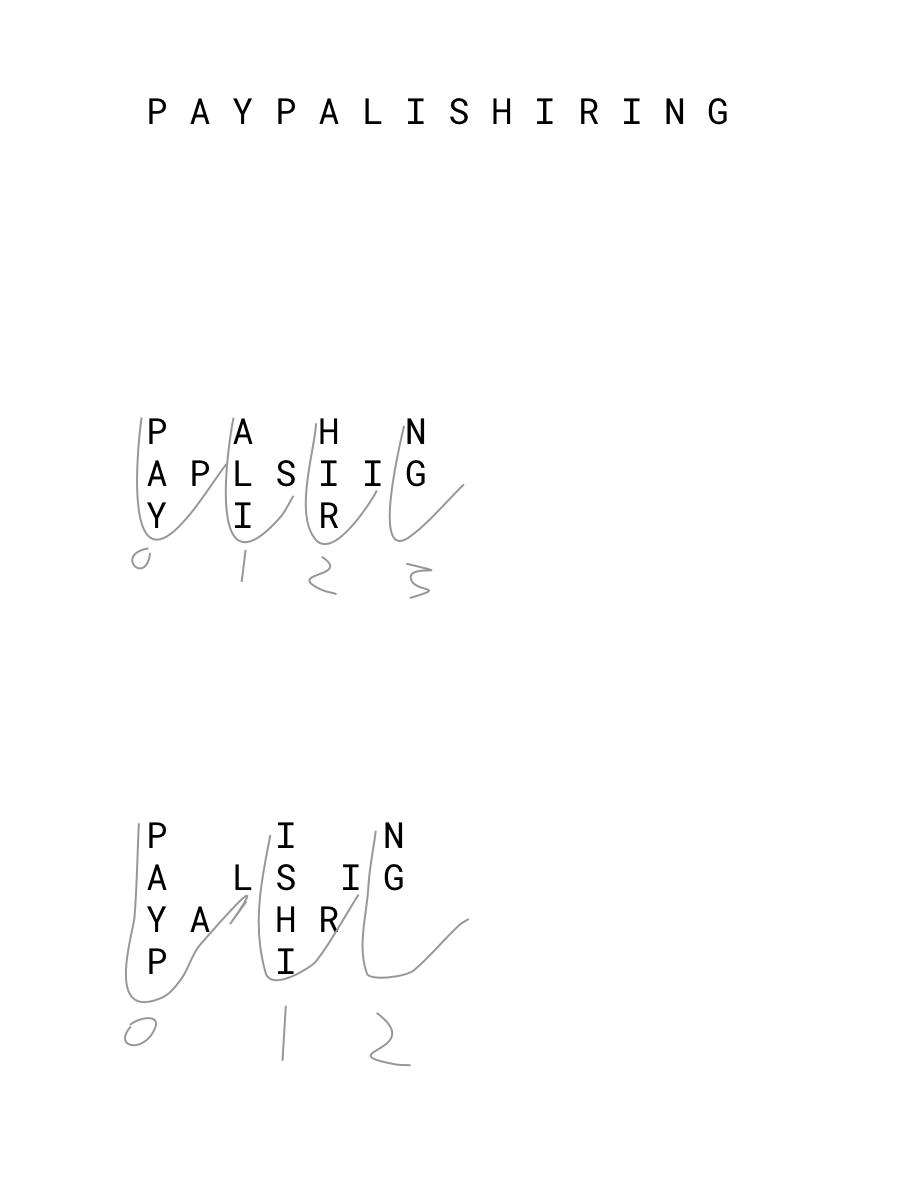 P A Y P A L I S H I R I N G
P A H N
A P L S I I G
Y I R
0 1 2 3
P I N
A L S I G
Y A H R
P I
0 1 2